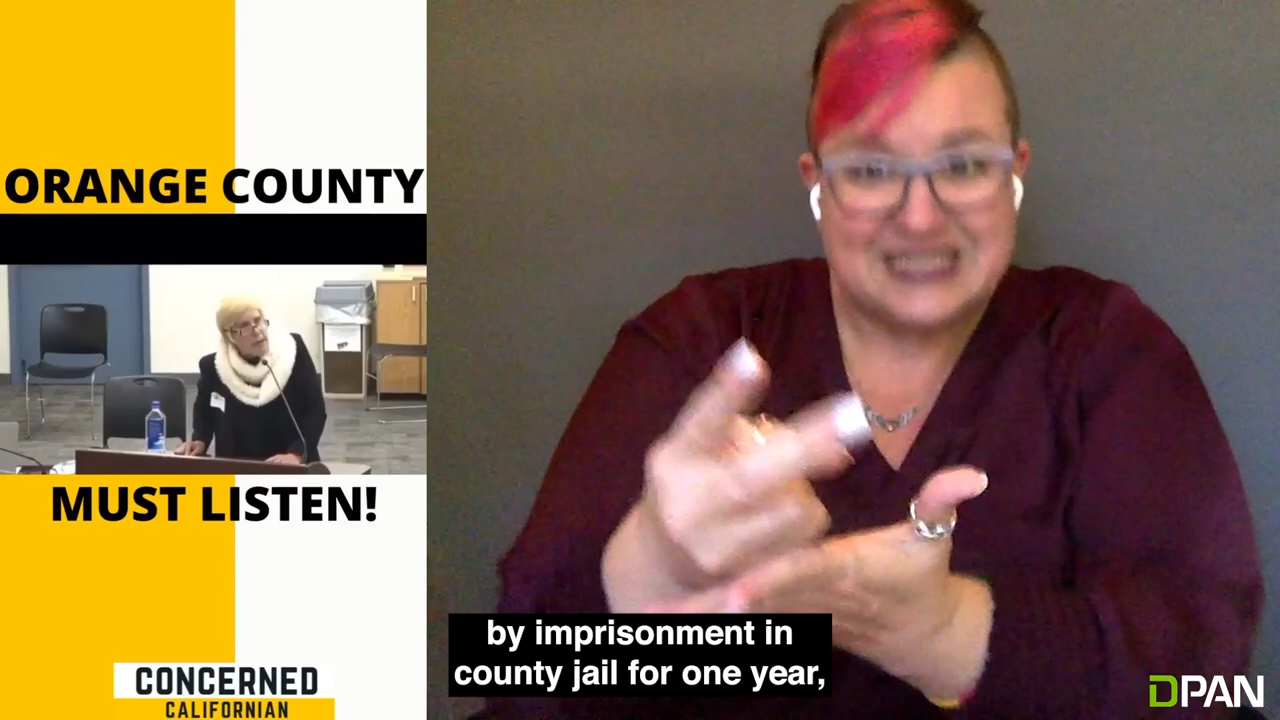 ORANGE COUNTY
MUST LISTEN!
CONCERNED
CALIFORNIAN
by imprisonment in
county jail for one year,
DPAN